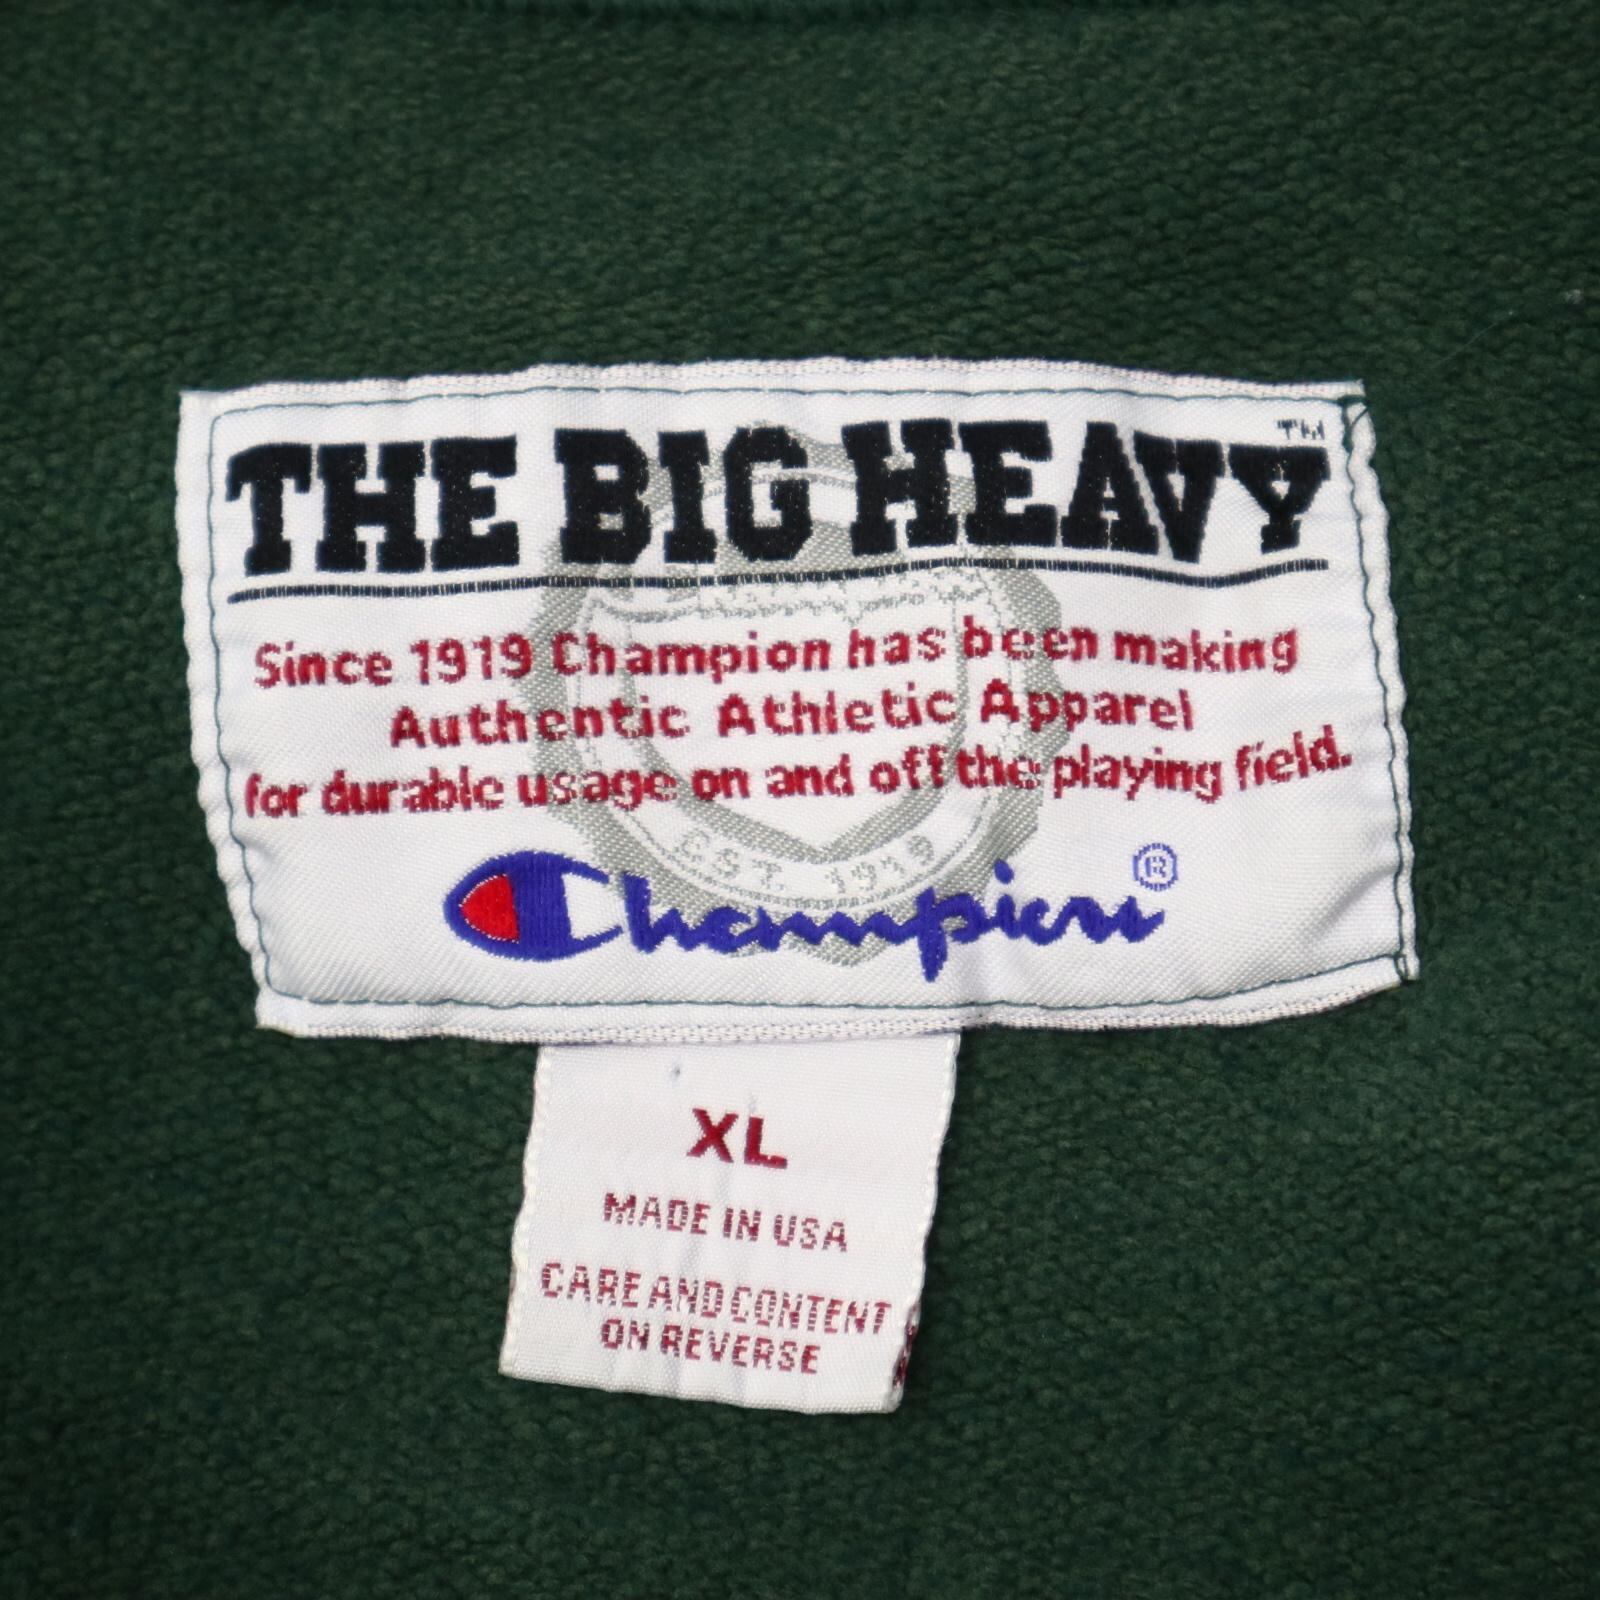 THE BIG HEAVY™
Since 1919 Champion has been making
Authentic Athletic Apparel
for durable usage on and off the playing field.
EST. 1919
Champion®
XL
MADE IN USA
CARE AND CONTENT
ON REVERSE